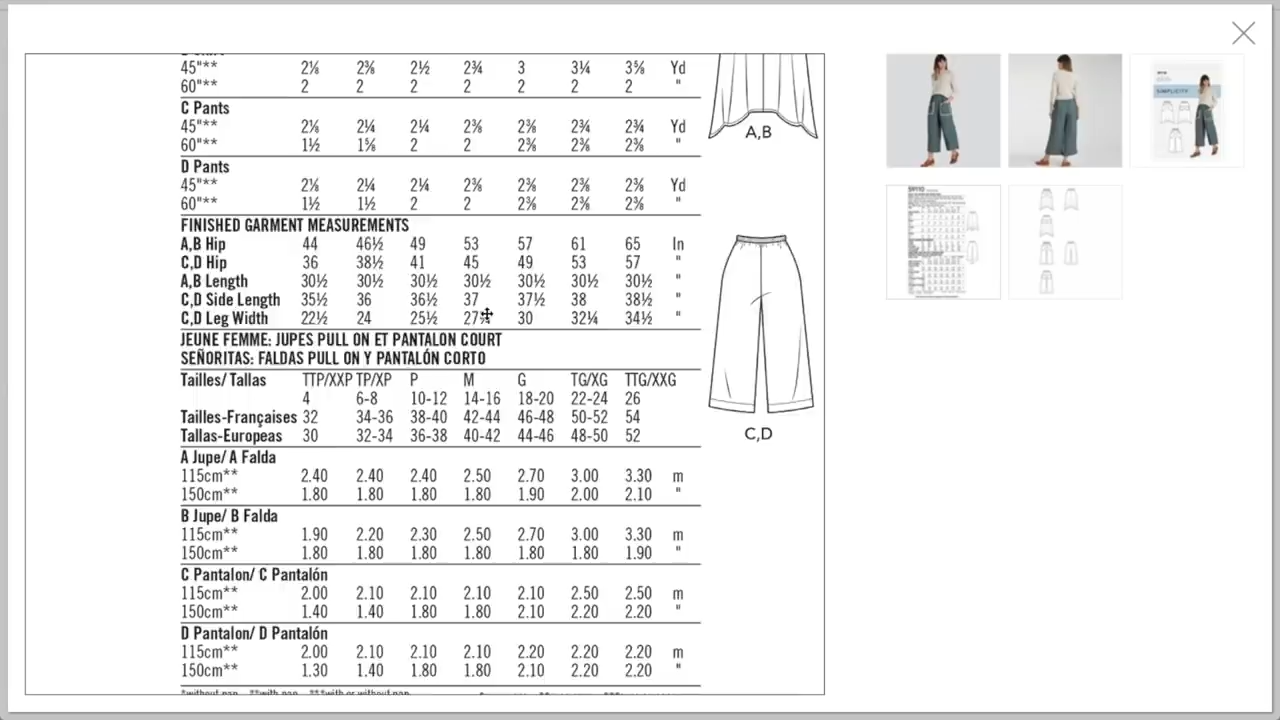 45"** 2⅛ 2⅜ 2½ 2¾ 3 3¼ 3⅝ Yd
60"** 2 2 2 2 2 2 2 "
C Pants
45"** 2⅛ 2¼ 2¼ 2⅜ 2⅜ 2¾ 2¾ Yd
60"** 1½ 1⅝ 2 2 2⅜ 2⅜ 2⅜ "
D Pants
45"** 2⅛ 2¼ 2¼ 2⅜ 2⅜ 2⅜ 2⅜ Yd
60"** 1½ 1½ 2 2 2⅜ 2⅜ 2⅜ "
FINISHED GARMENT MEASUREMENTS
A,B Hip 44 46½ 49 53 57 61 65 In
C,D Hip 36 38½ 41 45 49 53 57 "
A,B Length 30½ 30½ 30½ 30½ 30½ 30½ 30½ "
C,D Side Length 35½ 36 36½ 37 37½ 38 38½ "
C,D Leg Width 22½ 24 25½ 30 32¼ 34½ "
JEUNE FEMME: JUPES PULL ON ET PANTALON COURT
SEÑORITAS: FALDAS PULL ON Y PANTALÓN CORTO
Tailles/ Tallas TTP/XXP TP/XP P M G TG/XG TTG/XXG
4 6-8 10-12 14-16 18-20 22-24 26
Tailles-Françaises 32 34-36 38-40 42-44 46-48 50-52 54
Tallas-Europeas 30 32-34 36-38 40-42 44-46 48-50 52
A Jupe/ A Falda
115cm** 2.40 2.40 2.40 2.50 2.70 3.00 3.30 m
150cm** 1.80 1.80 1.80 1.80 1.90 2.00 2.10 "
B Jupe/ B Falda
115cm** 1.90 2.20 2.30 2.50 2.70 3.00 3.30 m
150cm** 1.80 1.80 1.80 1.80 1.80 1.80 1.90 "
C Pantalon/ C Pantalón
115cm** 2.00 2.10 2.10 2.10 2.10 2.50 2.50 m
150cm** 1.40 1.40 1.80 1.80 2.10 2.20 2.20 "
D Pantalon/ D Pantalón
115cm** 2.00 2.10 2.10 2.10 2.20 2.20 2.20 m
150cm** 1.30 1.40 1.80 1.80 2.10 2.20 2.20 "
A,B
C,D
SIMPLICITY